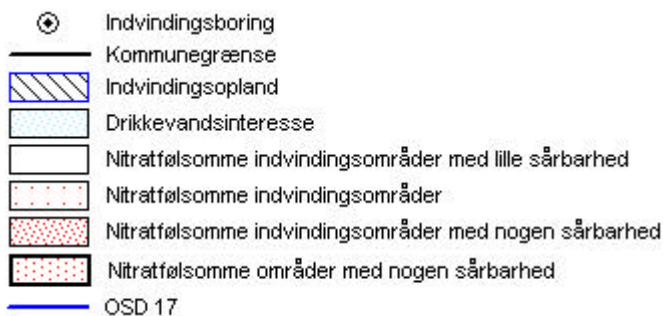 Indvindingsboring
Kommunegrænse
Indvindingsopland
Drikkevandsinteresse
Nitratfølsomme indvindingsområder med lille sårbarhed
Nitratfølsomme indvindingsområder
Nitratfølsomme indvindingsområder med nogen sårbarhed
Nitratfølsomme områder med nogen sårbarhed
OSD 17